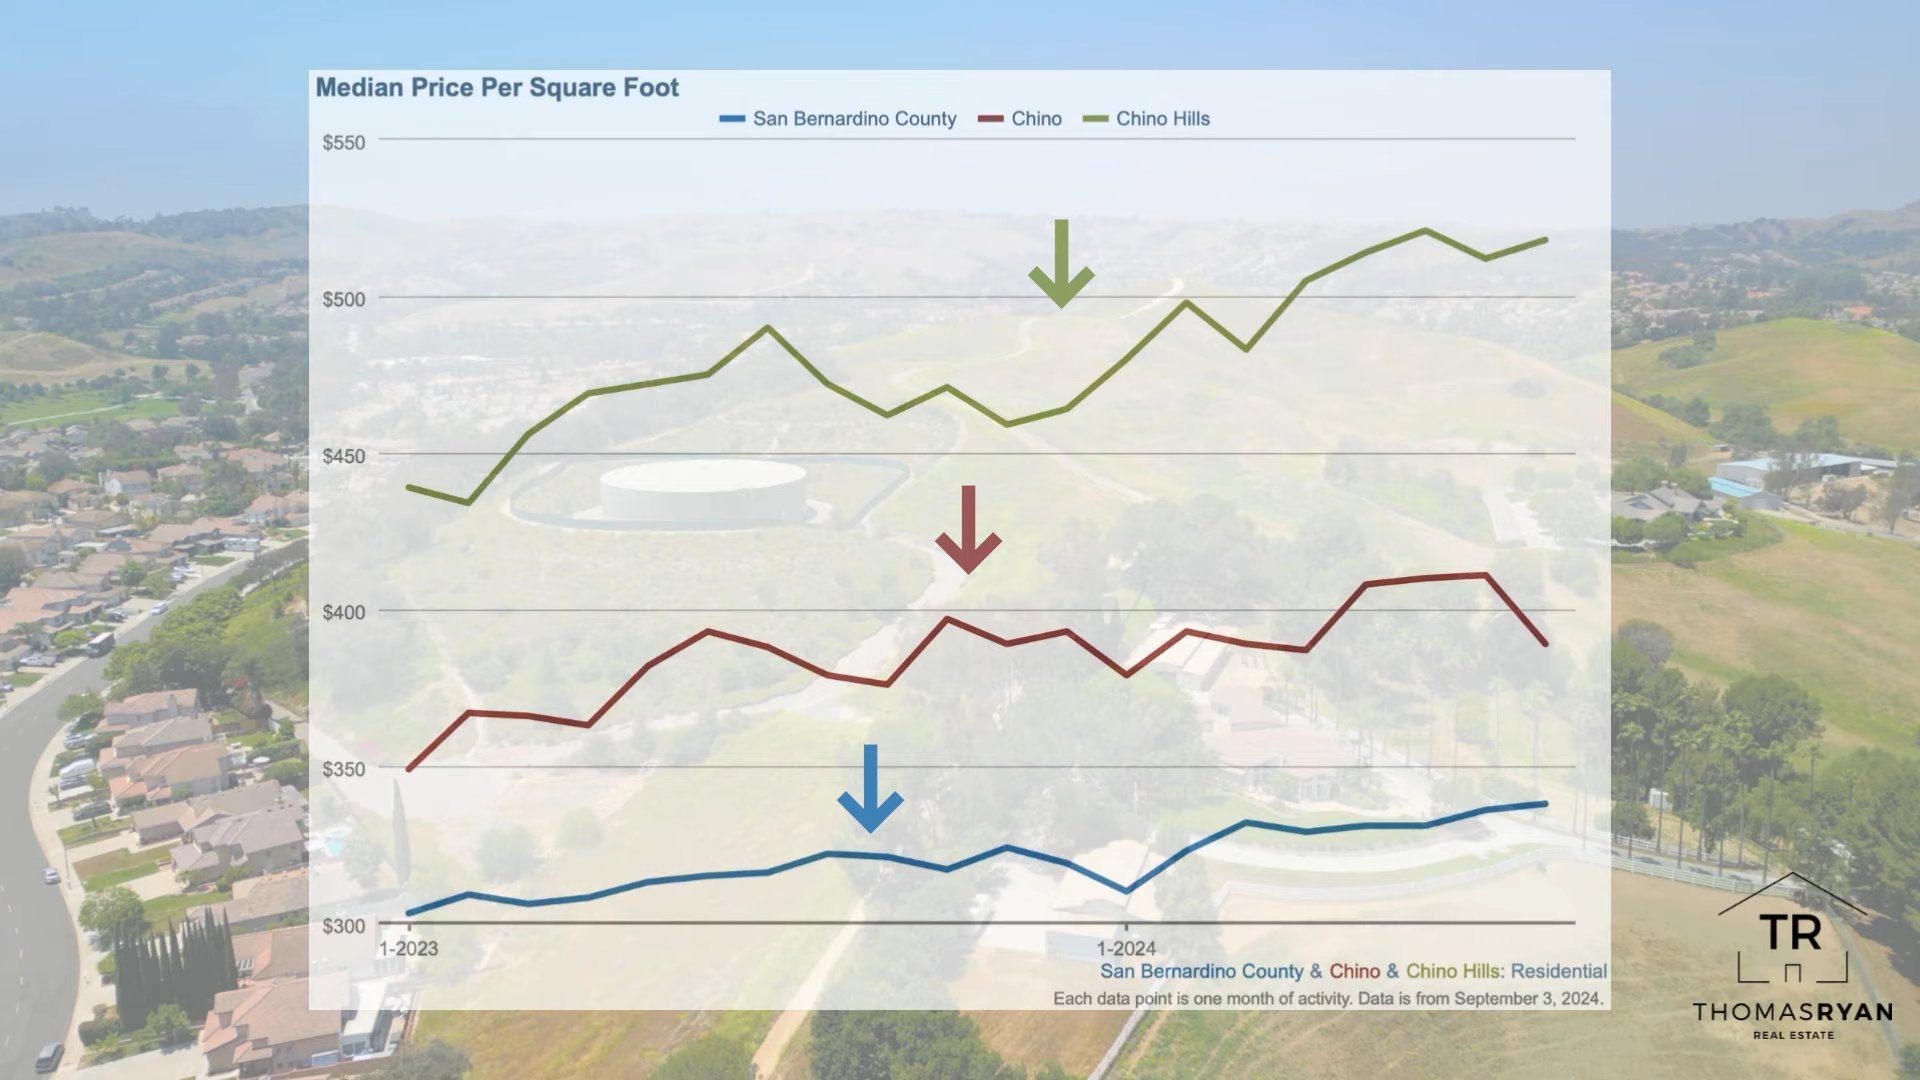 Median Price Per Square Foot
San Bernardino County Chino Chino Hills
$550
$500
$450
$400
$350
$300
1-2023 1-2024
San Bernardino County & Chino & Chino Hills: Residential
Each data point is one month of activity. Data is from September 3, 2024.
TR
THOMASRYAN
REAL ESTATE